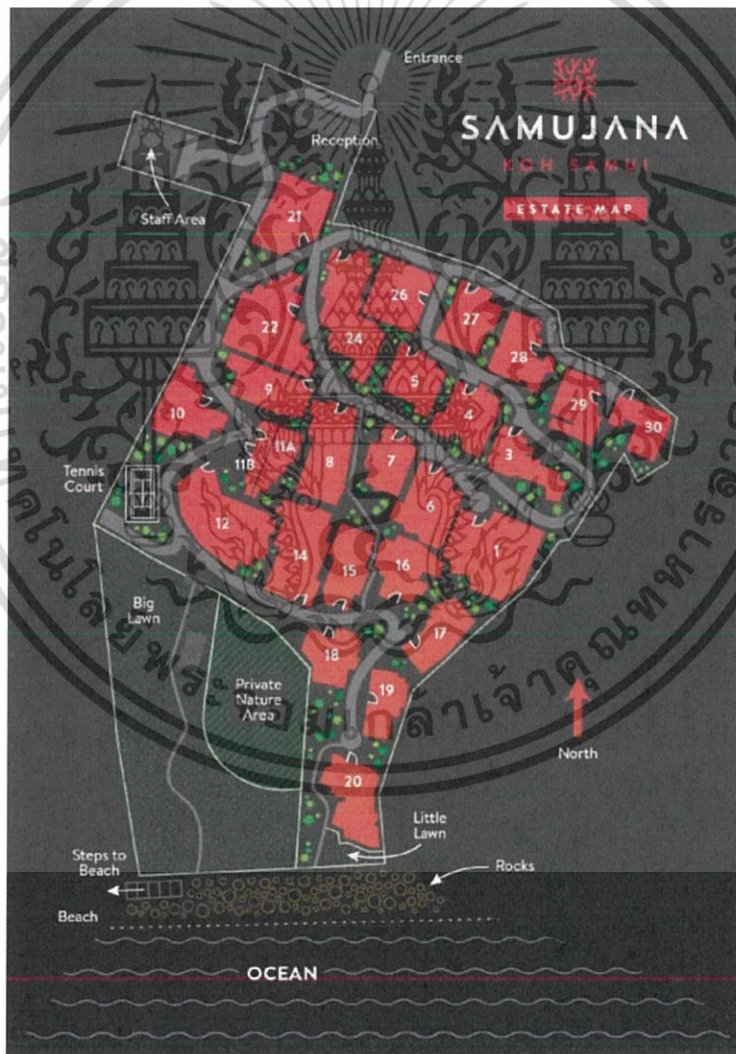 Entrance
SAMUJANA
KOH SAMUI
ESTATE MAP
Reception
Staff Area
21
26
27
22
24
28
5
9
29
10
4
30
11A
3
11B
8
7
Tennis
Court
6
12
14
1
15
16
Big
Lawn
17
18
Private
Nature
Area
19
North
20
Little
Lawn
Steps to
Beach
Rocks
Beach
OCEAN